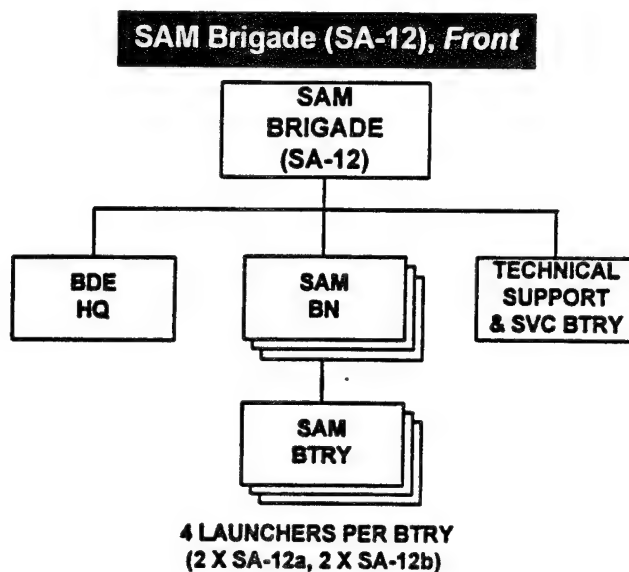 SAM Brigade (SA-12), Front
SAM
BRIGADE
(SA-12)
BDE
HQ
SAM
BN
TECHNICAL
SUPPORT
& SVC BTRY
SAM
BTRY
4 LAUNCHERS PER BTRY
(2 X SA-12a, 2 X SA-12b)